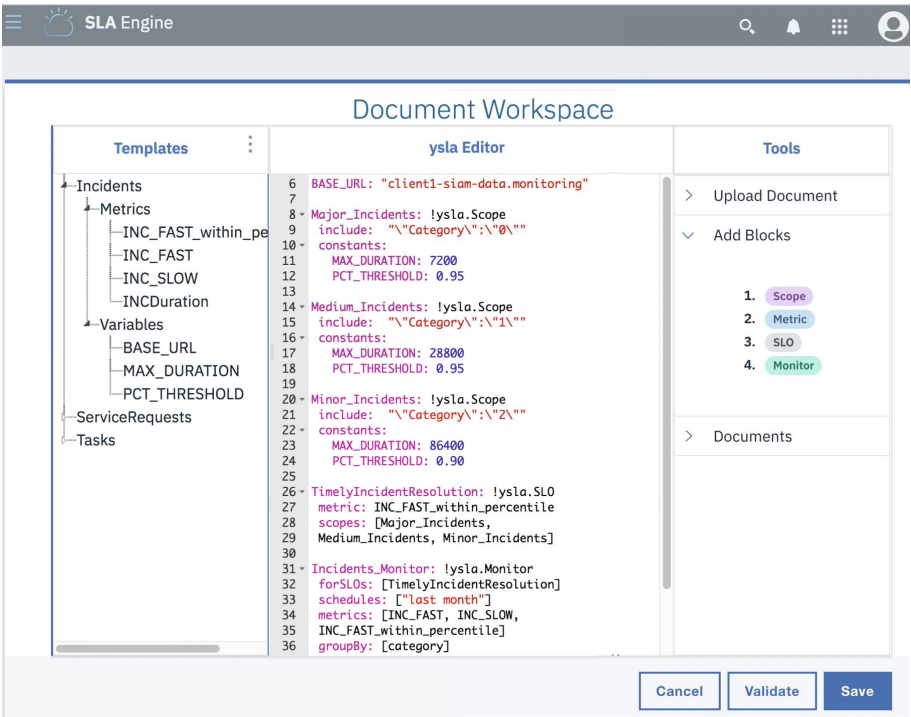 SLA Engine
Document Workspace
Templates
Incidents
Metrics
INC_FAST_within_pe
INC_FAST
INC_SLOW
INCDuration
Variables
BASE_URL
MAX_DURATION
PCT_THRESHOLD
ServiceRequests
Tasks
ysla Editor
6 BASE_URL: "client1-siam-data.monitoring"
7
8 Major_Incidents: !ysla.Scope
9 include: "\"Category\":\"0\""
10 constants:
11 MAX_DURATION: 7200
12 PCT_THRESHOLD: 0.95
13
14 Medium_Incidents: !ysla.Scope
15 include: "\"Category\":\"1\""
16 constants:
17 MAX_DURATION: 28800
18 PCT_THRESHOLD: 0.95
19
20 Minor_Incidents: !ysla.Scope
21 include: "\"Category\":\"2\""
22 constants:
23 MAX_DURATION: 86400
24 PCT_THRESHOLD: 0.90
25
26 TimelyIncidentResolution: !ysla.SLO
27 metric: INC_FAST_within_percentile
28 scopes: [Major_Incidents,
29 Medium_Incidents, Minor_Incidents]
30
31 Incidents_Monitor: !ysla.Monitor
32 forSLOs: [TimelyIncidentResolution]
33 schedules: ["last month"]
34 metrics: [INC_FAST, INC_SLOW,
35 INC_FAST_within_percentile]
36 groupBy: [category]
Tools
Upload Document
Add Blocks
1. Scope
2. Metric
3. SLO
4. Monitor
Documents
Cancel
Validate
Save